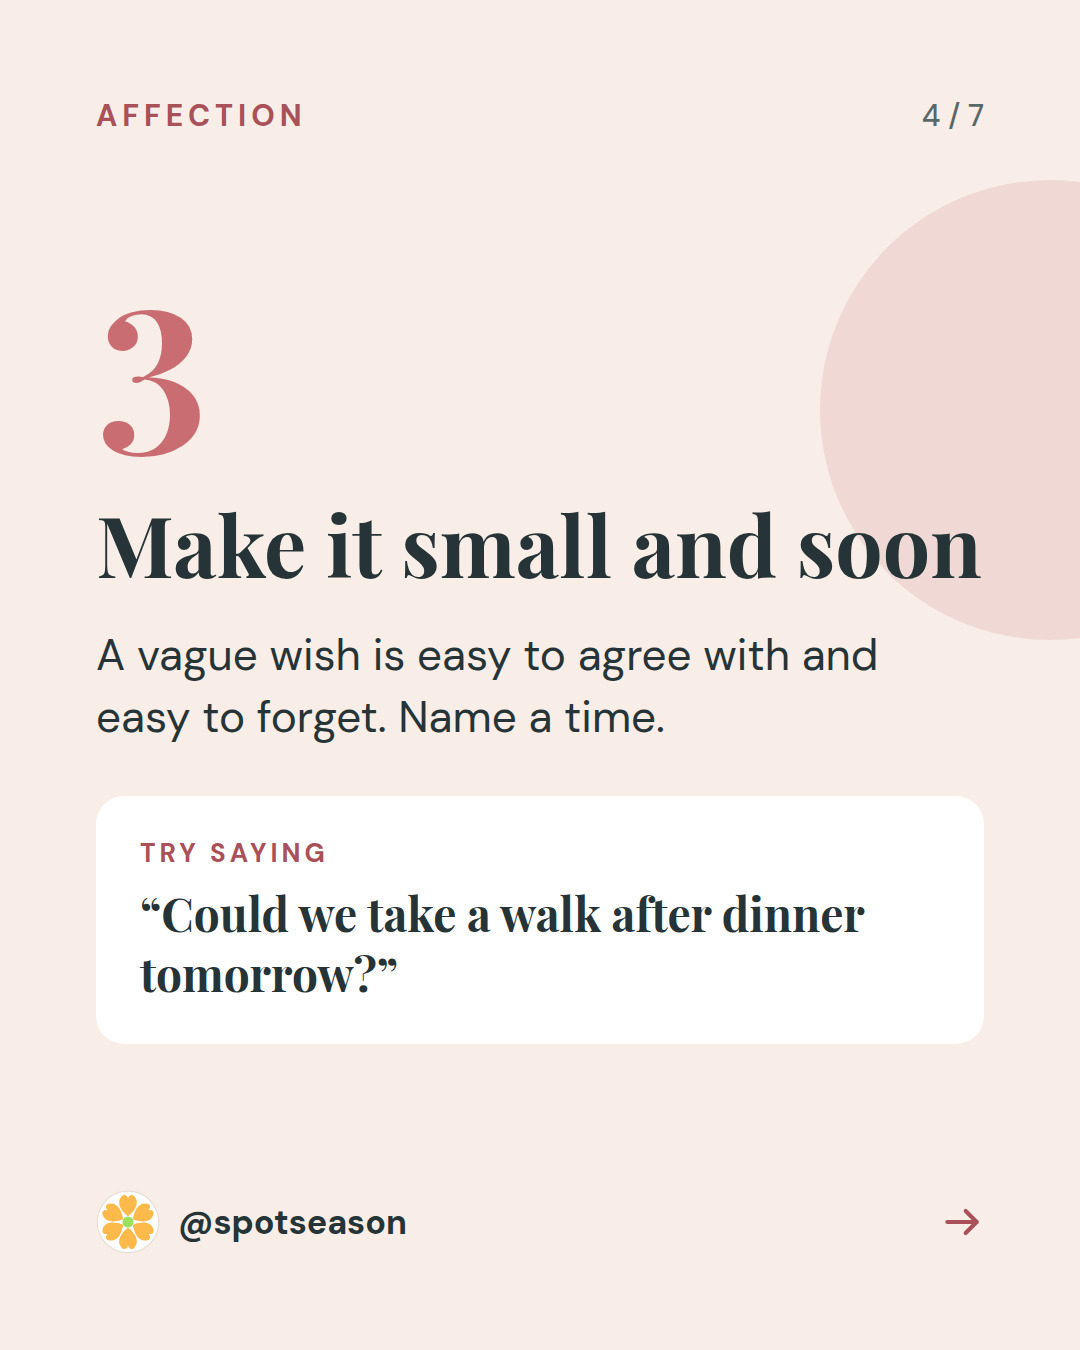 AFFECTION
4 / 7
3
Make it small and soon
A vague wish is easy to agree with and
easy to forget. Name a time.
TRY SAYING
“Could we take a walk after dinner
tomorrow?”
@spotseason